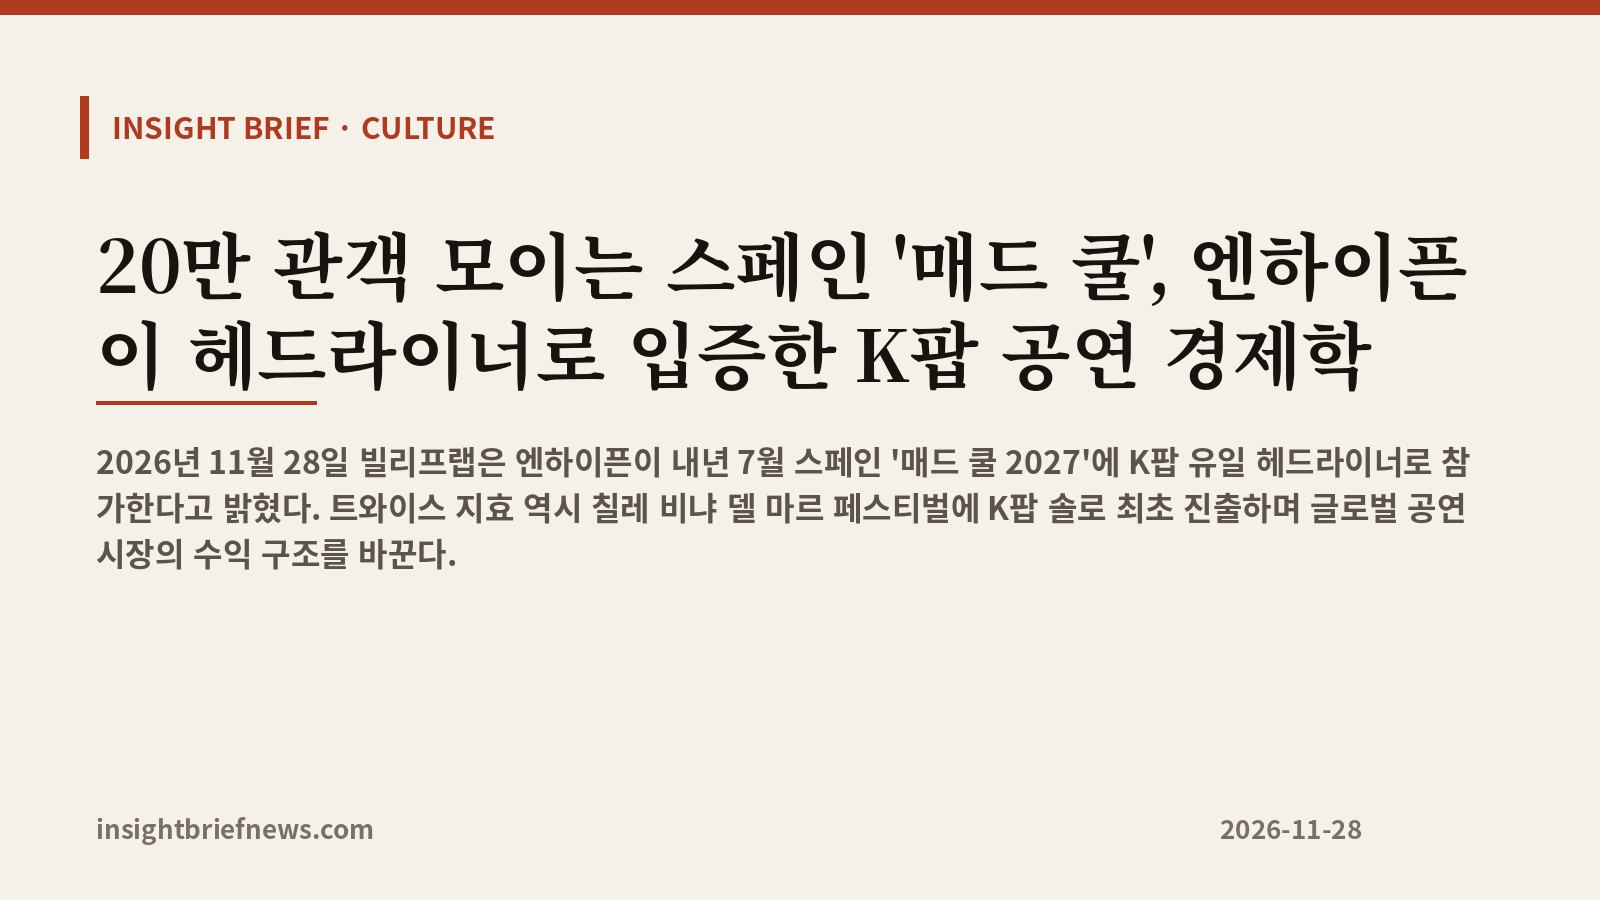 INSIGHT BRIEF · CULTURE
20만 관객 모이는 스페인 '매드 쿨', 엔하이픈
이 헤드라이너로 입증한 K팝 공연 경제학
2026년 11월 28일 빌리프랩은 엔하이픈이 내년 7월 스페인 '매드 쿨 2027'에 K팝 유일 헤드라이너로 참
가한다고 밝혔다. 트와이스 지효 역시 칠레 비냐 델 마르 페스티벌에 K팝 솔로 최초 진출하며 글로벌 공연
시장의 수익 구조를 바꾼다.
insightbriefnews.com
2026-11-28